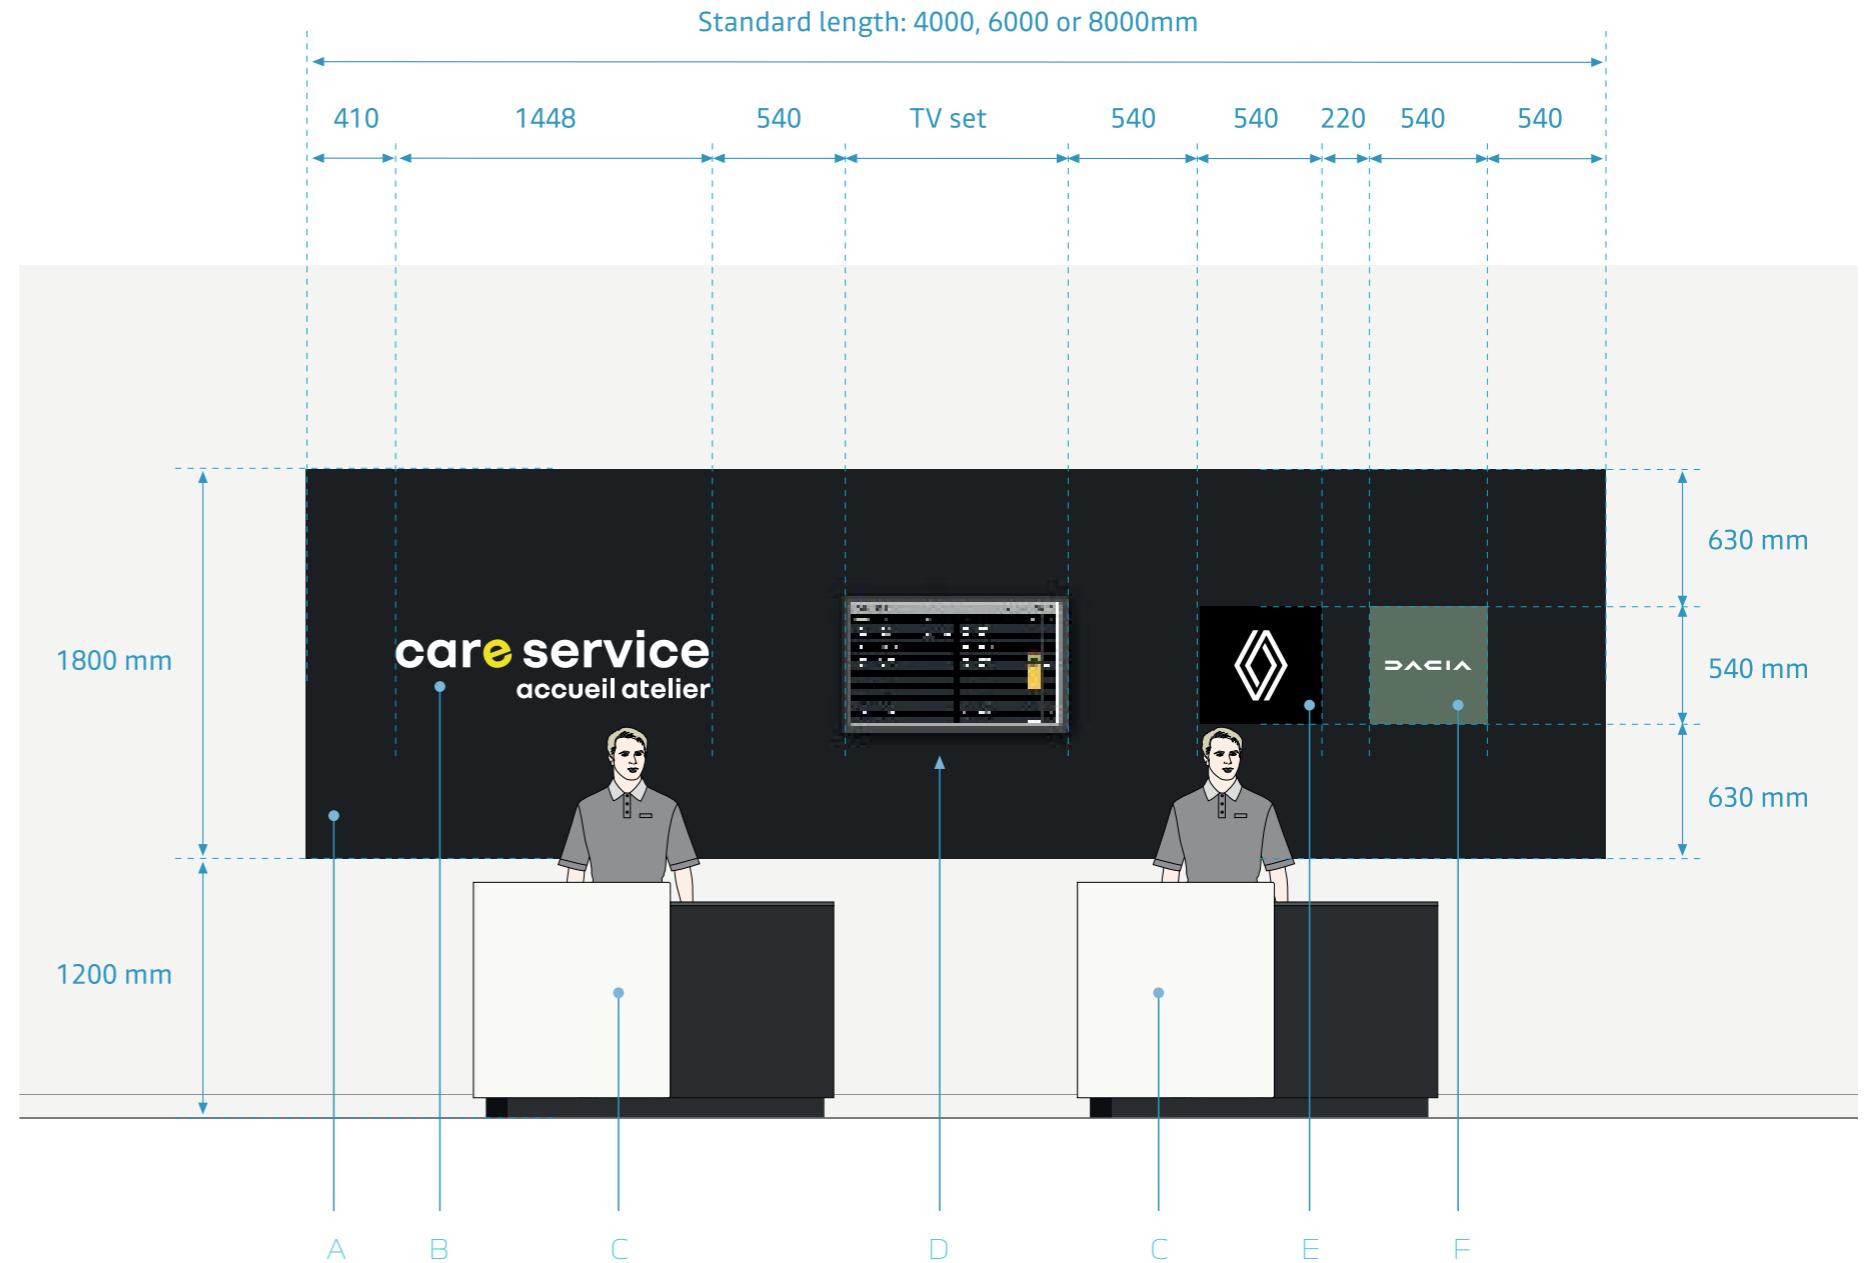 Standard length: 4000, 6000 or 8000mm
410 1448 540 TV set 540 540 220 540 540
630 mm
1800 mm
care service
accueil atelier
DACIA
540 mm
630 mm
1200 mm
A B C D C E F